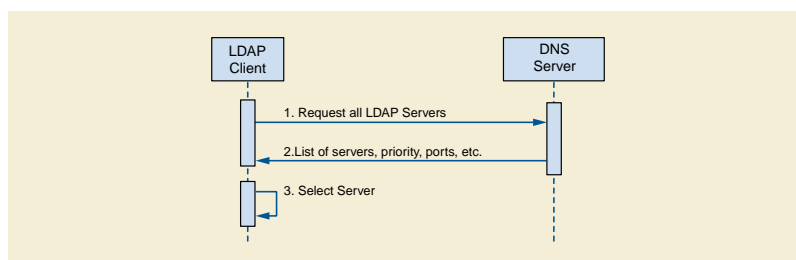 LDAP
Client
DNS
Server
1. Request all LDAP Servers
2.List of servers, priority, ports, etc.
3. Select Server